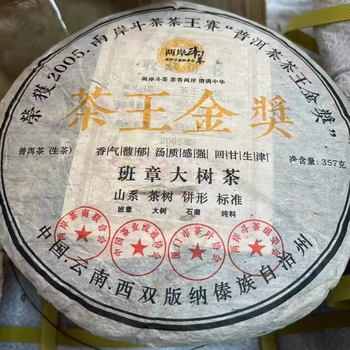 荣获2005.两岸斗茶茶王赛“普洱茶茶王金獎”
两岸斗茶
两岸斗茶 茶香两岸 情满中华
茶王金獎
普洱茶(生茶)
香气馥郁 汤质感强 回甘生津
净含量:357克
班章大树茶
山系 茶树 饼形 标准
班章 大树 石磨 纯料
中国.云南.西双版纳傣族自治州